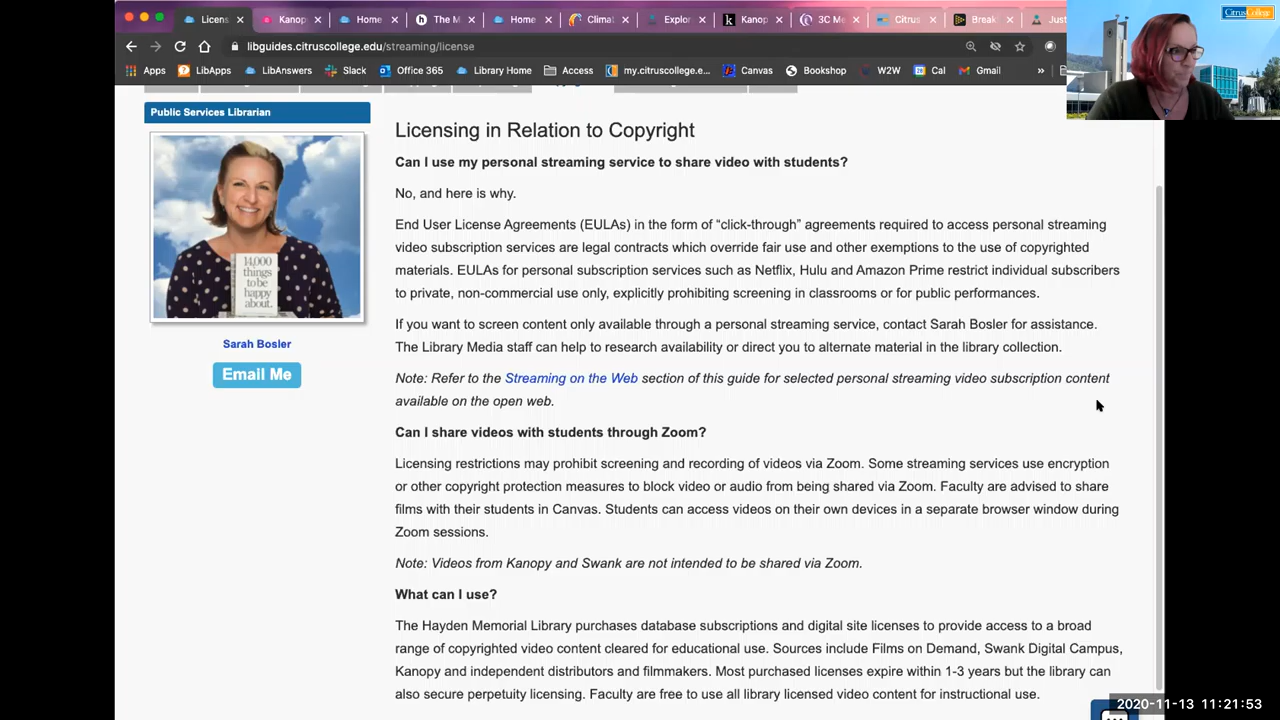 Licens
Kanop
Home
The M
Home
Climat
Explor
Kanop
3C Me
Citrus
Break
Just
CitrusCollege
libguides.citruscollege.edu/streaming/license
Apps
LibApps
LibAnswers
Slack
Office 365
Library Home
Access
my.citruscollege.e...
Canvas
Bookshop
W2W
Cal
Gmail
»
Public Services Librarian
14,000
things
to be
happy
about.
Sarah Bosler
Email Me
Licensing in Relation to Copyright
Can I use my personal streaming service to share video with students?
No, and here is why.
End User License Agreements (EULAs) in the form of “click-through” agreements required to access personal streaming
video subscription services are legal contracts which override fair use and other exemptions to the use of copyrighted
materials. EULAs for personal subscription services such as Netflix, Hulu and Amazon Prime restrict individual subscribers
to private, non-commercial use only, explicitly prohibiting screening in classrooms or for public performances.
If you want to screen content only available through a personal streaming service, contact Sarah Bosler for assistance.
The Library Media staff can help to research availability or direct you to alternate material in the library collection.
Note: Refer to the Streaming on the Web section of this guide for selected personal streaming video subscription content
available on the open web.
Can I share videos with students through Zoom?
Licensing restrictions may prohibit screening and recording of videos via Zoom. Some streaming services use encryption
or other copyright protection measures to block video or audio from being shared via Zoom. Faculty are advised to share
films with their students in Canvas. Students can access videos on their own devices in a separate browser window during
Zoom sessions.
Note: Videos from Kanopy and Swank are not intended to be shared via Zoom.
What can I use?
The Hayden Memorial Library purchases database subscriptions and digital site licenses to provide access to a broad
range of copyrighted video content cleared for educational use. Sources include Films on Demand, Swank Digital Campus,
Kanopy and independent distributors and filmmakers. Most purchased licenses expire within 1-3 years but the library can
also secure perpetuity licensing. Faculty are free to use all library licensed video content for instructional use.
2020-11-13 11:21:53